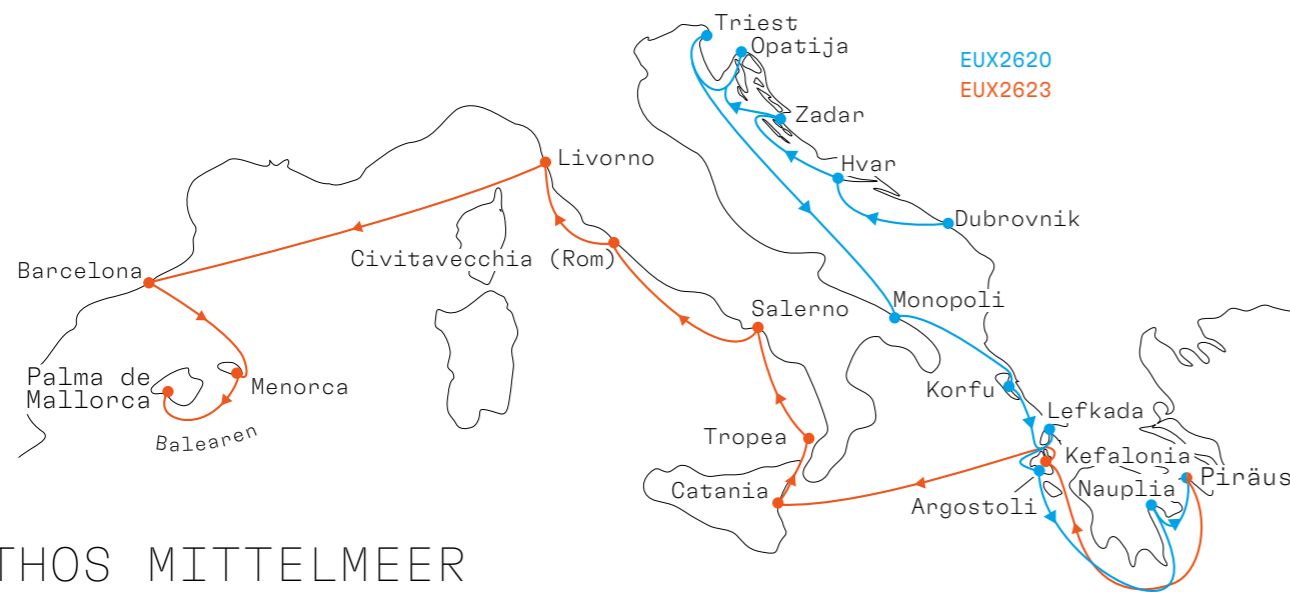 Triest
Opatija
EUX2620
EUX2623
Zadar
Livorno
Hvar
Dubrovnik
Civitavecchia (Rom)
Barcelona
Monopoli
Salerno
Palma de
Mallorca
Menorca
Korfu
Balearen
Lefkada
Tropea
Kefalonia
Piräus
Catania
Nauplia
Argostoli
THOS MITTELMEER